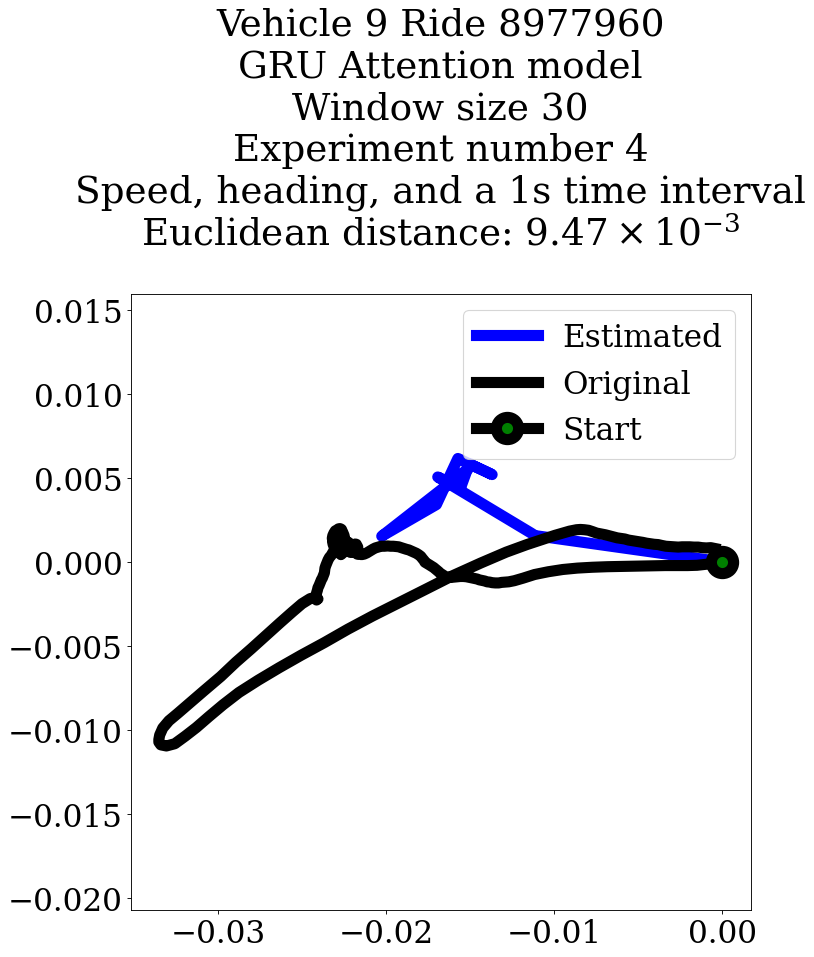 Vehicle 9 Ride 8977960
GRU Attention model
Window size 30
Experiment number 4
Speed, heading, and a 1s time interval
Euclidean distance: 9.47 × 10⁻³
Estimated
Original
Start
0.015
0.010
0.005
0.000
−0.005
−0.010
−0.015
−0.020
−0.03
−0.02
−0.01
0.00